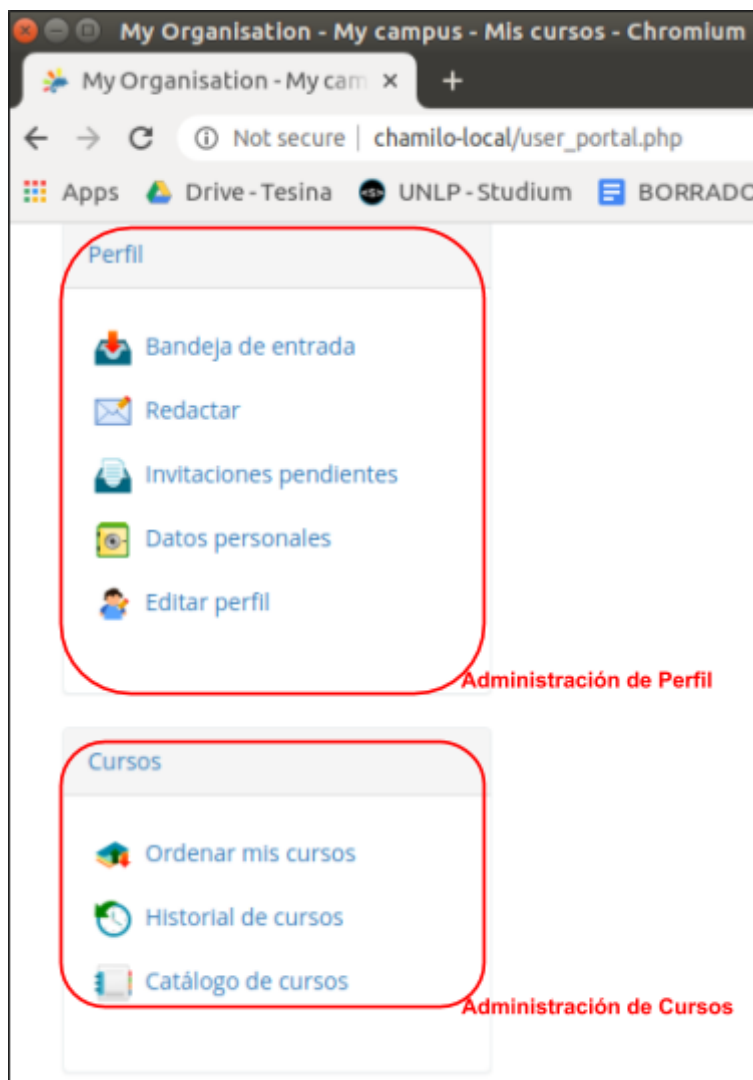 My Organisation - My campus - Mis cursos - Chromium
My Organisation - My cam
Not secure | chamilo-local/user_portal.php
Apps Drive - Tesina UNLP - Studium BORRADO
Perfil
Bandeja de entrada
Redactar
Invitaciones pendientes
Datos personales
Editar perfil
Administración de Perfil
Cursos
Ordenar mis cursos
Historial de cursos
Catálogo de cursos
Administración de Cursos